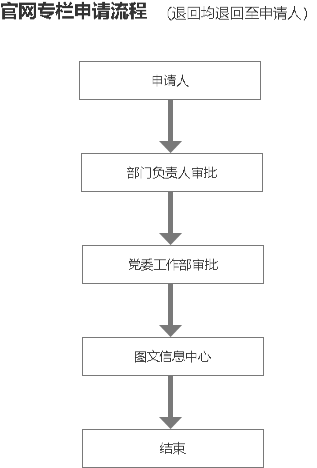 官网专栏申请流程 （退回均退回至申请人）
申请人
部门负责人审批
党委工作部审批
图文信息中心
结束